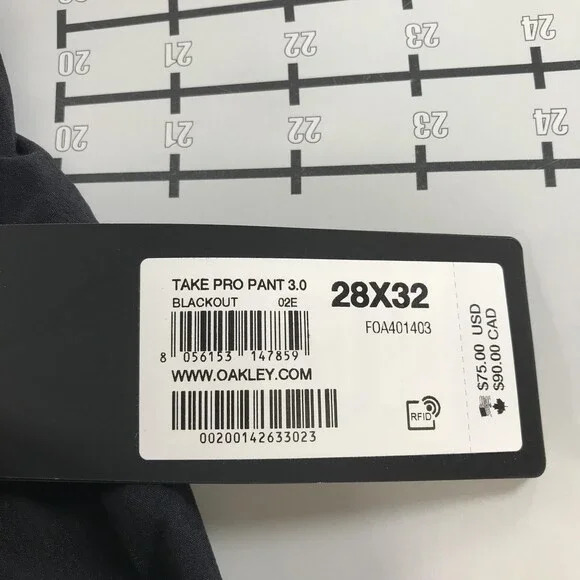 20 21 22 23 24
20 21 22 23 24
TAKE PRO PANT 3.0
28X32
BLACKOUT 02E
FOA401403
8 056153 147859
WWW.OAKLEY.COM
00200142633023
RFID
$75.00 USD
$90.00 CAD